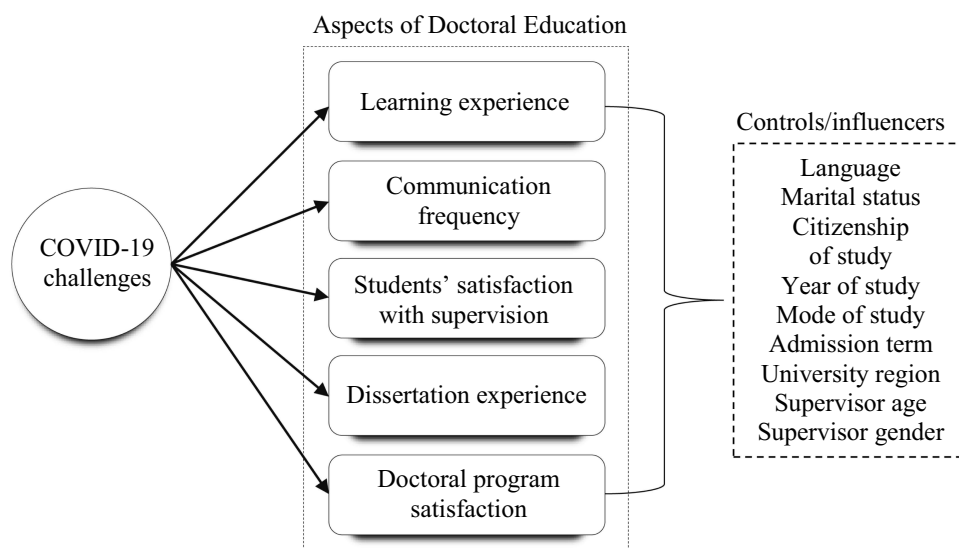 Aspects of Doctoral Education
COVID-19
challenges
Learning experience
Communication
frequency
Students’ satisfaction
with supervision
Dissertation experience
Doctoral program
satisfaction
Controls/influencers
Language
Marital status
Citizenship
of study
Year of study
Mode of study
Admission term
University region
Supervisor age
Supervisor gender